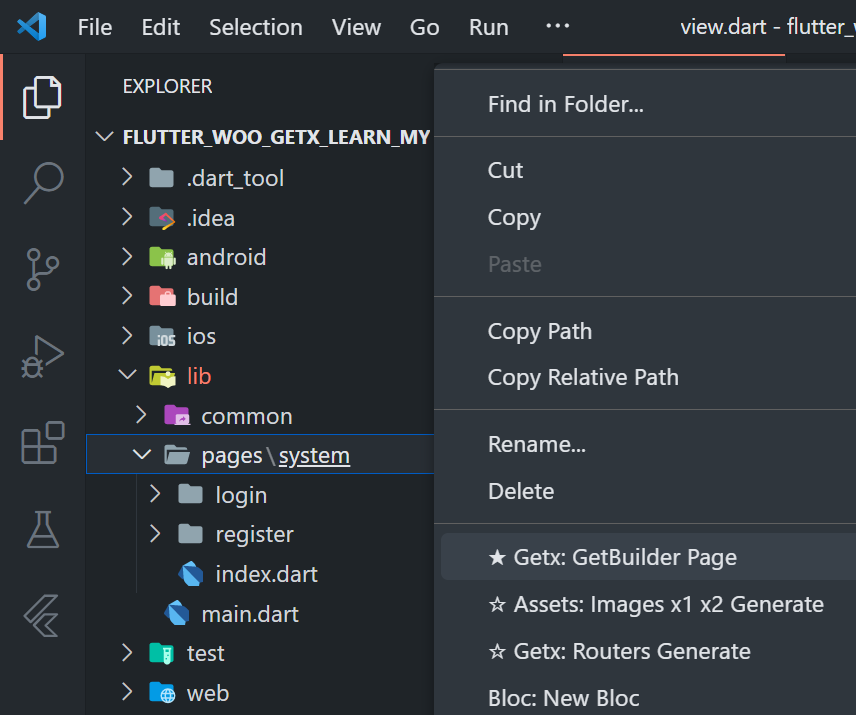 File Edit Selection View Go Run ··· view.dart - flutter_
EXPLORER
FLUTTER_WOO_GETX_LEARN_MY
.dart_tool
.idea
android
build
iOS
ios
lib
common
pages\system
login
register
index.dart
main.dart
test
web
Find in Folder...
Cut
Copy
Paste
Copy Path
Copy Relative Path
Rename...
Delete
★ Getx: GetBuilder Page
☆ Assets: Images x1 x2 Generate
☆ Getx: Routers Generate
Bloc: New Bloc